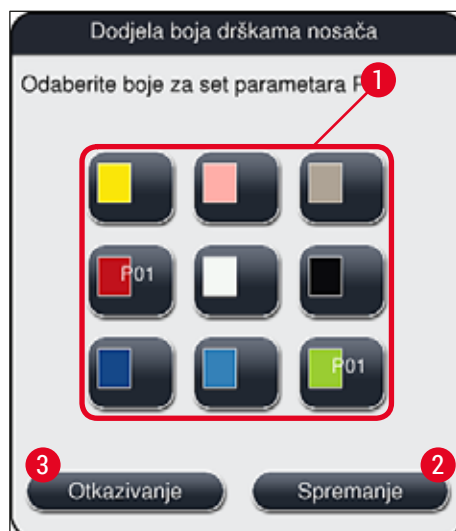 Dodjela boja drškama nosača
Odaberite boje za set parametara
1
P01
P01
3
2
Otkazivanje
Spremanje